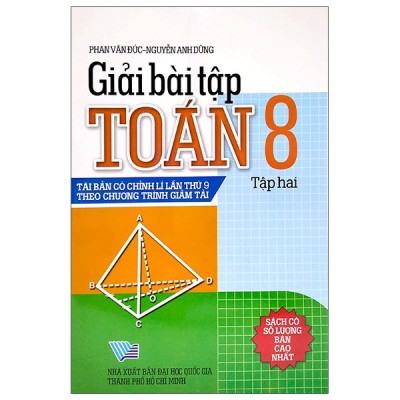 PHAN VĂN ĐỨC-NGUYỄN ANH DŨNG
Giải bài tập
TOÁN 8
TÁI BẢN CÓ CHỈNH LÍ LẦN THỨ 9
THEO CHƯƠNG TRÌNH GIẢM TẢI
Tập hai
A
B
D
O
C
SÁCH CÓ
SỐ LƯỢNG
BÁN
CAO
NHẤT
NHÀ XUẤT BẢN ĐẠI HỌC QUỐC GIA
THÀNH PHỐ HỒ CHÍ MINH